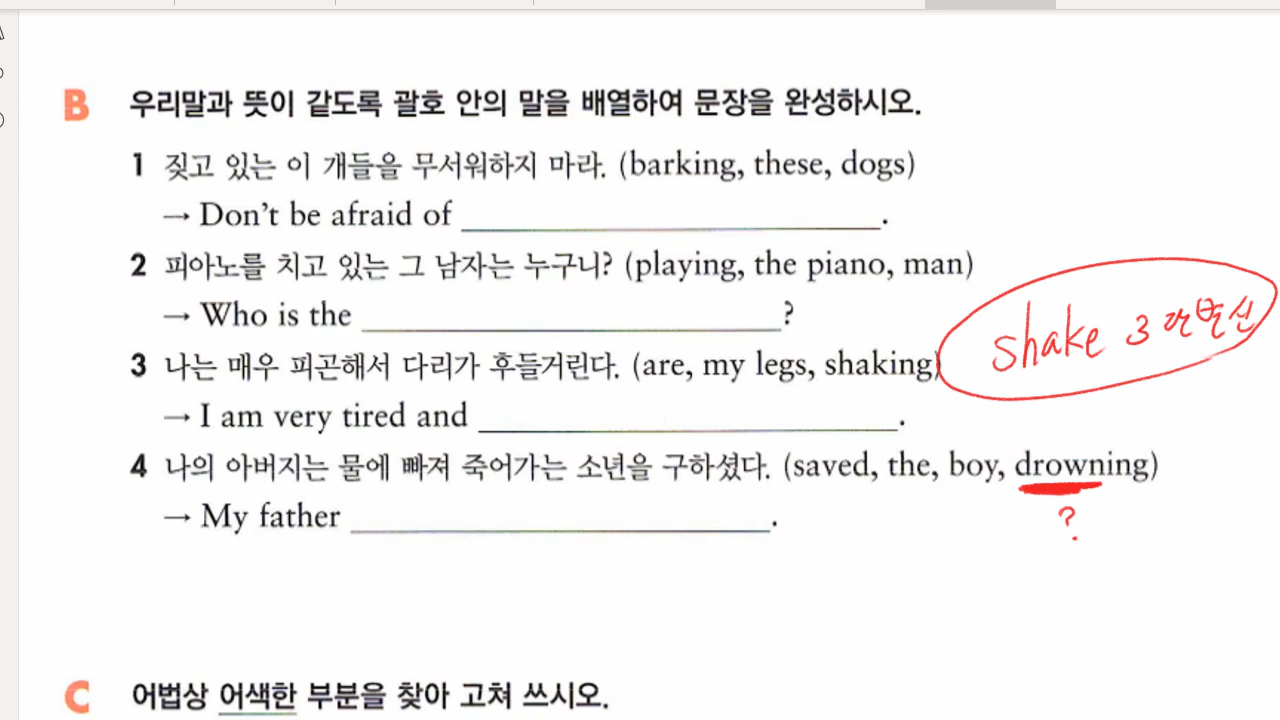 B 우리말과 뜻이 같도록 괄호 안의 말을 배열하여 문장을 완성하시오.
1 짖고 있는 이 개들을 무서워하지 마라. (barking, these, dogs)
→ Don't be afraid of ____________________.
2 피아노를 치고 있는 그 남자는 누구니? (playing, the piano, man)
→ Who is the ____________________?
shake 3단변신
3 나는 매우 피곤해서 다리가 후들거린다. (are, my legs, shaking)
→ I am very tired and ____________________.
4 나의 아버지는 물에 빠져 죽어가는 소년을 구하셨다. (saved, the, boy, drowning)
?
→ My father ____________________.
C 어법상 어색한 부분을 찾아 고쳐 쓰시오.